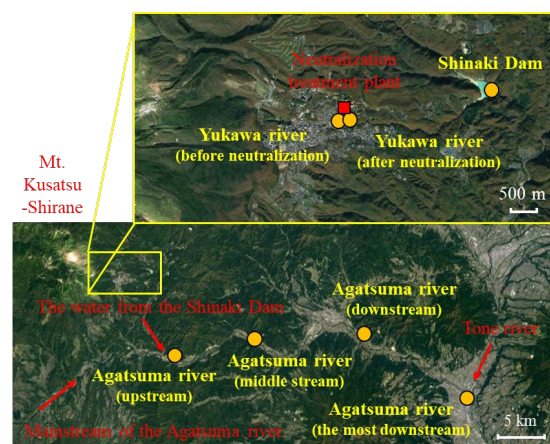 Shinaki Dam
Neutralization
treatment plant
Yukawa river
(before neutralization)
Yukawa river
(after neutralization)
500 m
Mt.
Kusatsu
-Shirane
Agatsuma river
(downstream)
The water from the Shinaki Dam
Tone river
Agatsuma river
(middle stream)
Agatsuma river
(upstream)
Agatsuma river
(the most downstream)
Mainstream of the Agatsuma river
5 km